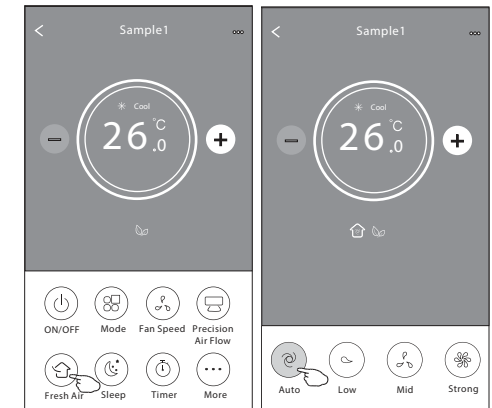 Sample1
Cool
26.0 °C
ON/OFF Mode Fan Speed Precision
Air Flow
Fresh Air Sleep Timer More
Sample1
Cool
26.0 °C
Auto Low Mid Strong